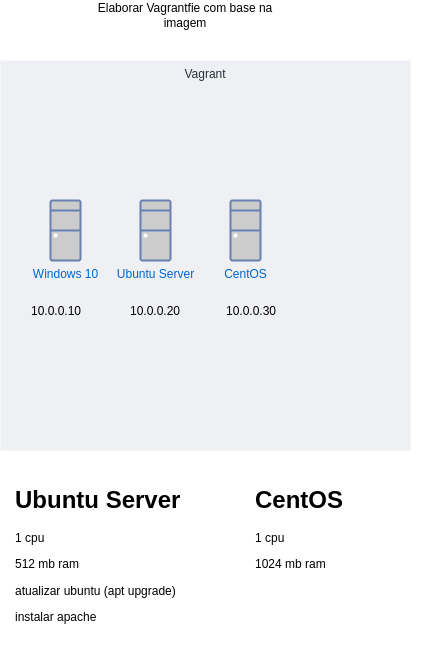 Elaborar Vagrantfie com base na
imagem
Vagrant
Windows 10
Ubuntu Server
CentOS
10.0.0.10
10.0.0.20
10.0.0.30
Ubuntu Server
1 cpu
512 mb ram
atualizar ubuntu (apt upgrade)
instalar apache
CentOS
1 cpu
1024 mb ram